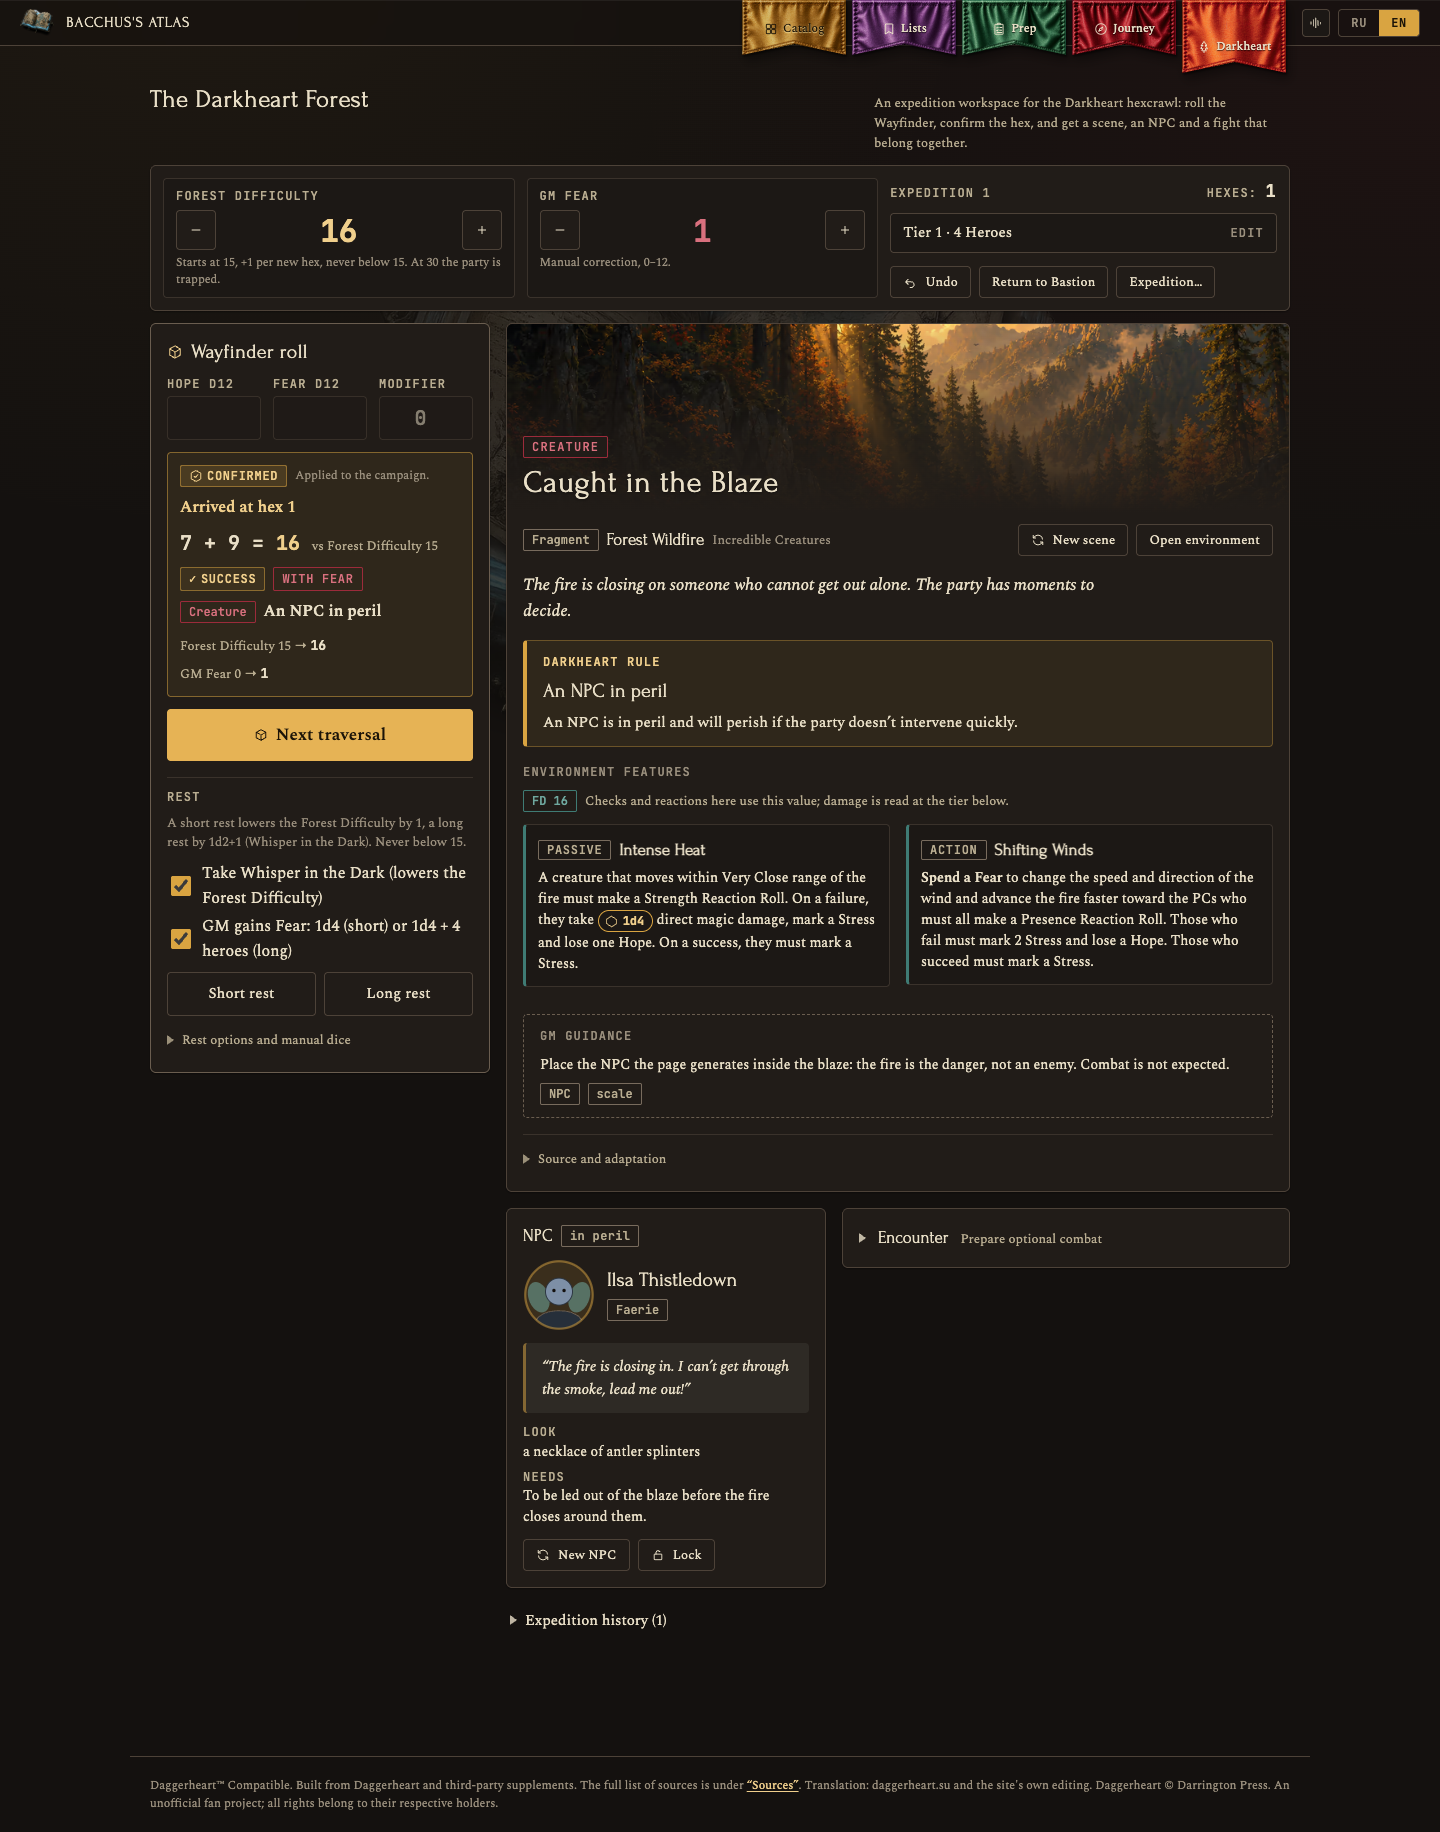 BACCHUS'S ATLAS
Catalog
Lists
Prep
Journey
Darkheart
RU
EN
The Darkheart Forest
An expedition workspace for the Darkheart hexcrawl: roll the
Wayfinder, confirm the hex, and get a scene, an NPC and a fight that
belong together.
FOREST DIFFICULTY
− 16 +
Starts at 15, +1 per new hex, never below 15. At 30 the party is
trapped.
GM FEAR
− 1 +
Manual correction, 0–12.
EXPEDITION 1 HEXES: 1
Tier 1 · 4 Heroes EDIT
Undo
Return to Bastion
Expedition…
Wayfinder roll
HOPE D12 FEAR D12 MODIFIER
0
CONFIRMED Applied to the campaign.
Arrived at hex 1
7 + 9 = 16 vs Forest Difficulty 15
✓ SUCCESS WITH FEAR
Creature An NPC in peril
Forest Difficulty 15 → 16
GM Fear 0 → 1
Next traversal
REST
A short rest lowers the Forest Difficulty by 1, a long
rest by 1d2+1 (Whisper in the Dark). Never below 15.
Take Whisper in the Dark (lowers the
Forest Difficulty)
GM gains Fear: 1d4 (short) or 1d4 + 4
heroes (long)
Short rest
Long rest
Rest options and manual dice
CREATURE
Caught in the Blaze
Fragment Forest Wildfire Incredible Creatures
New scene
Open environment
The fire is closing on someone who cannot get out alone. The party has moments to
decide.
DARKHEART RULE
An NPC in peril
An NPC is in peril and will perish if the party doesn’t intervene quickly.
ENVIRONMENT FEATURES
FD 16 Checks and reactions here use this value; damage is read at the tier below.
PASSIVE Intense Heat
A creature that moves within Very Close range of the
fire must make a Strength Reaction Roll. On a failure,
they take 1d4 direct magic damage, mark a Stress
and lose one Hope. On a success, they must mark a
Stress.
ACTION Shifting Winds
Spend a Fear to change the speed and direction of the
wind and advance the fire faster toward the PCs who
must all make a Presence Reaction Roll. Those who
fail must mark 2 Stress and lose a Hope. Those who
succeed must mark a Stress.
GM GUIDANCE
Place the NPC the page generates inside the blaze: the fire is the danger, not an enemy. Combat is not expected.
NPC scale
Source and adaptation
NPC in peril
Ilsa Thistledown
Faerie
“The fire is closing in. I can’t get through
the smoke, lead me out!”
LOOK
a necklace of antler splinters
NEEDS
To be led out of the blaze before the fire
closes around them.
New NPC
Lock
Encounter Prepare optional combat
Expedition history (1)
Daggerheart™ Compatible. Built from Daggerheart and third-party supplements. The full list of sources is under “Sources”. Translation: daggerheart.su and the site's own editing. Daggerheart © Darrington Press. An
unofficial fan project; all rights belong to their respective holders.